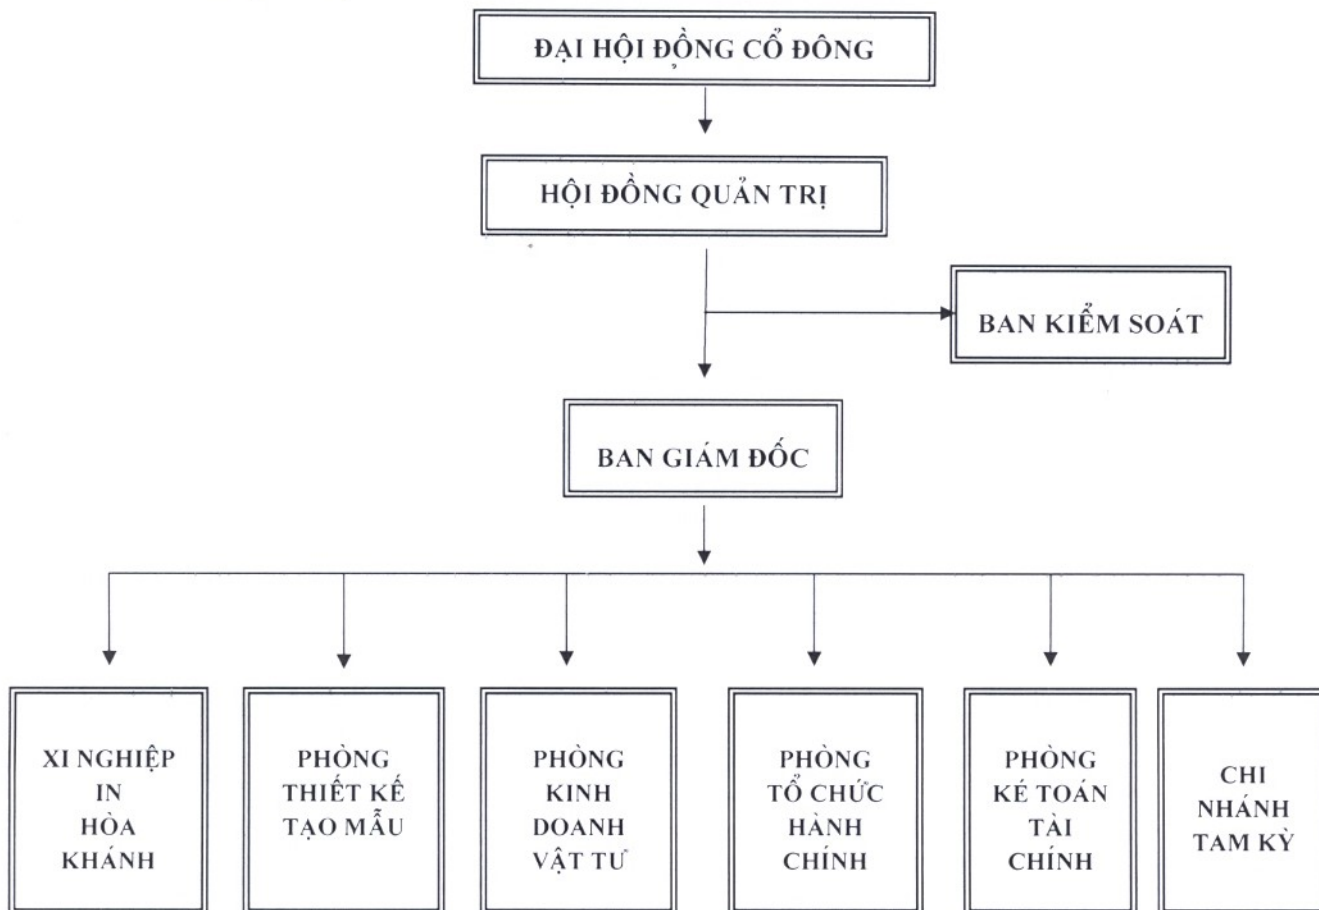 ĐẠI HỘI ĐỒNG CỔ ĐÔNG
HỘI ĐỒNG QUẢN TRỊ
BAN KIỂM SOÁT
BAN GIÁM ĐỐC
XI NGHIỆP
IN
HÒA
KHÁNH
PHÒNG
THIẾT KẾ
TẠO MẪU
PHÒNG
KINH
DOANH
VẬT TƯ
PHÒNG
TỔ CHỨC
HÀNH
CHÍNH
PHÒNG
KÉ TOÁN
TÀI
CHÍNH
CHI
NHÁNH
TAM KỲ